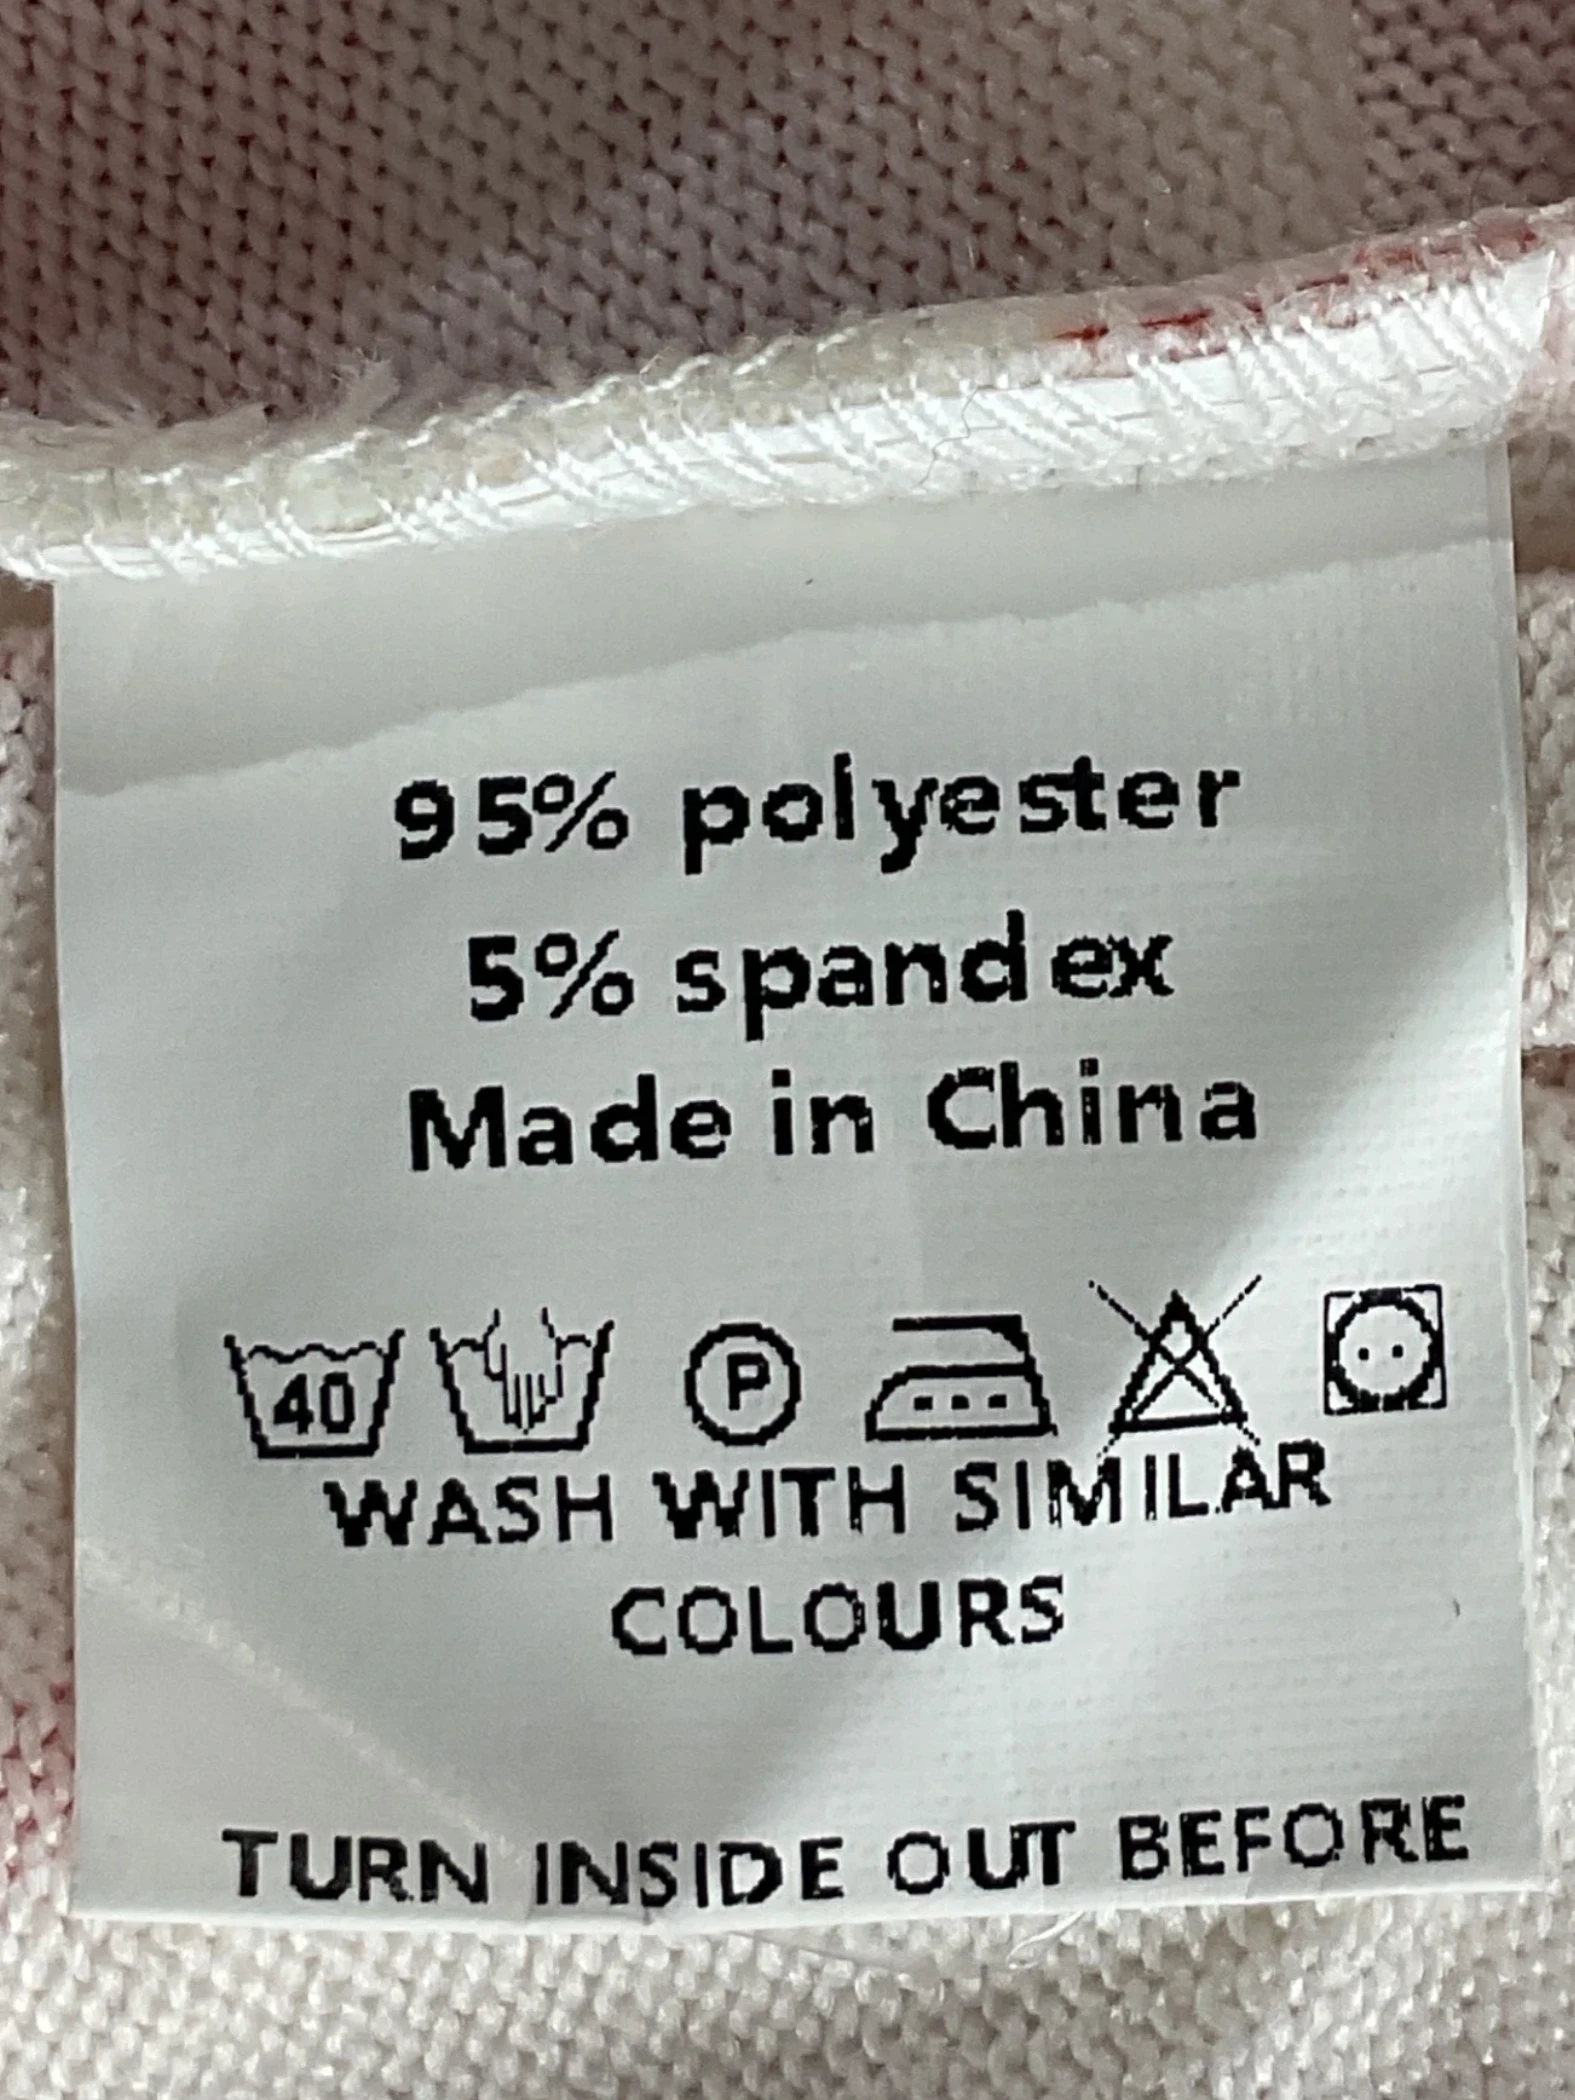 95% polyester
5% spandex
Made in China
40 P
WASH WITH SIMILAR
COLOURS
TURN INSIDE OUT BEFORE